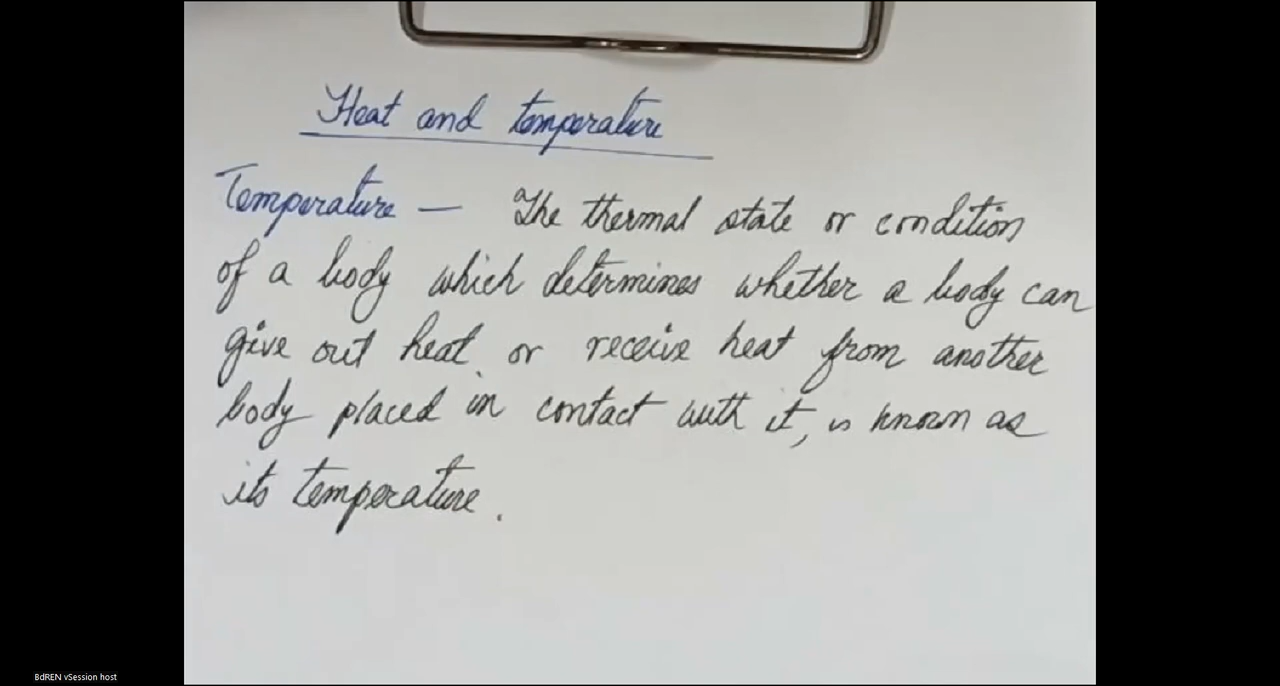 Heat and temperature
Temperature — The thermal state or condition
of a body which determines whether a body can
give out heat or receive heat from another
body placed in contact with it, is known as
its temperature.
BdREN vSession host